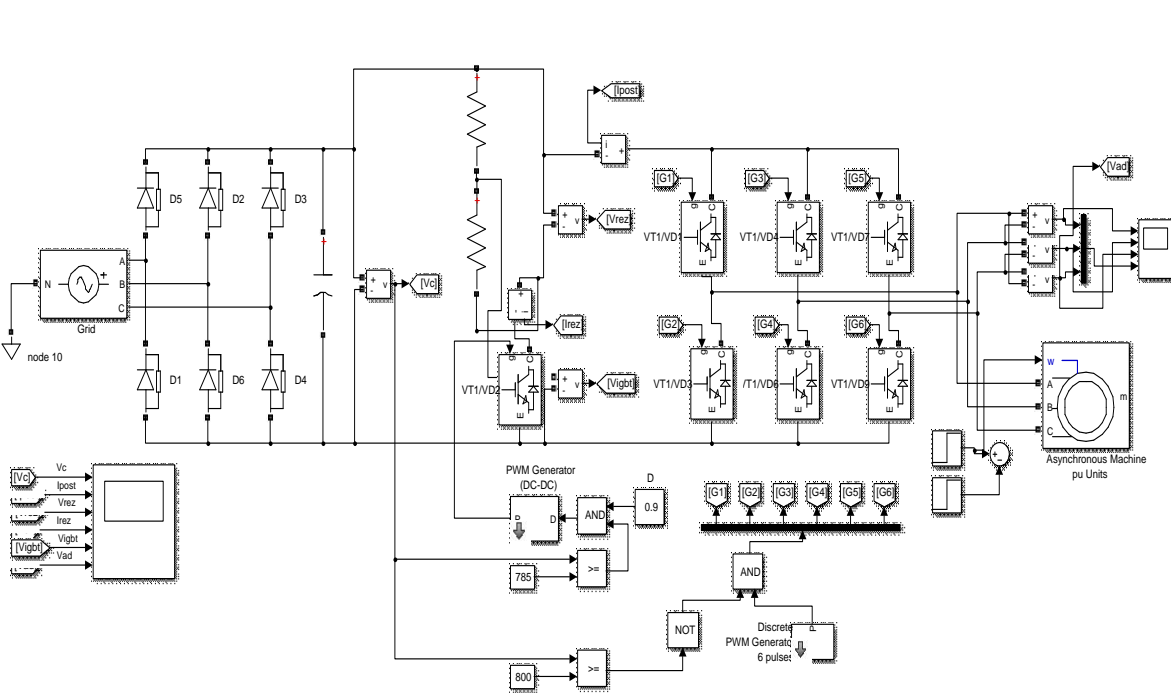 [Ipost
i
-
+
[G1]
[G3]
[G5]
[Vad]
D5
D2
D3
g
C
g
C
g
C
VT1/VD1
VT1/VD4
VT1/VD7
E
E
E
+
-
v
[Vrez
+
-
v
v
v
N
A
B
C
+
Grid
node 10
+
-
v
[Vc]
[Irez
[G2]
[G4]
[G6]
D1
D6
D4
g
C
VT1/VD2
E
+
-
v
[Vigbt]
g
C
g
C
g
C
VT1/VD3
/T1/VD6
VT1/VD9
E
E
E
w
A
B
C
m
Asynchronous Machine
pu Units
[Vc]
Vc
Ipost
Vrez
Irez
[Vigbt]
Vigbt
Vad
PWM Generator
(DC-DC)
P
D
AND
D
0.9
785
>=
[G1]
[G2]
[G3]
[G4]
[G5]
[G6]
AND
NOT
Discrete
PWM Generato
6 pulses
P
800
>=